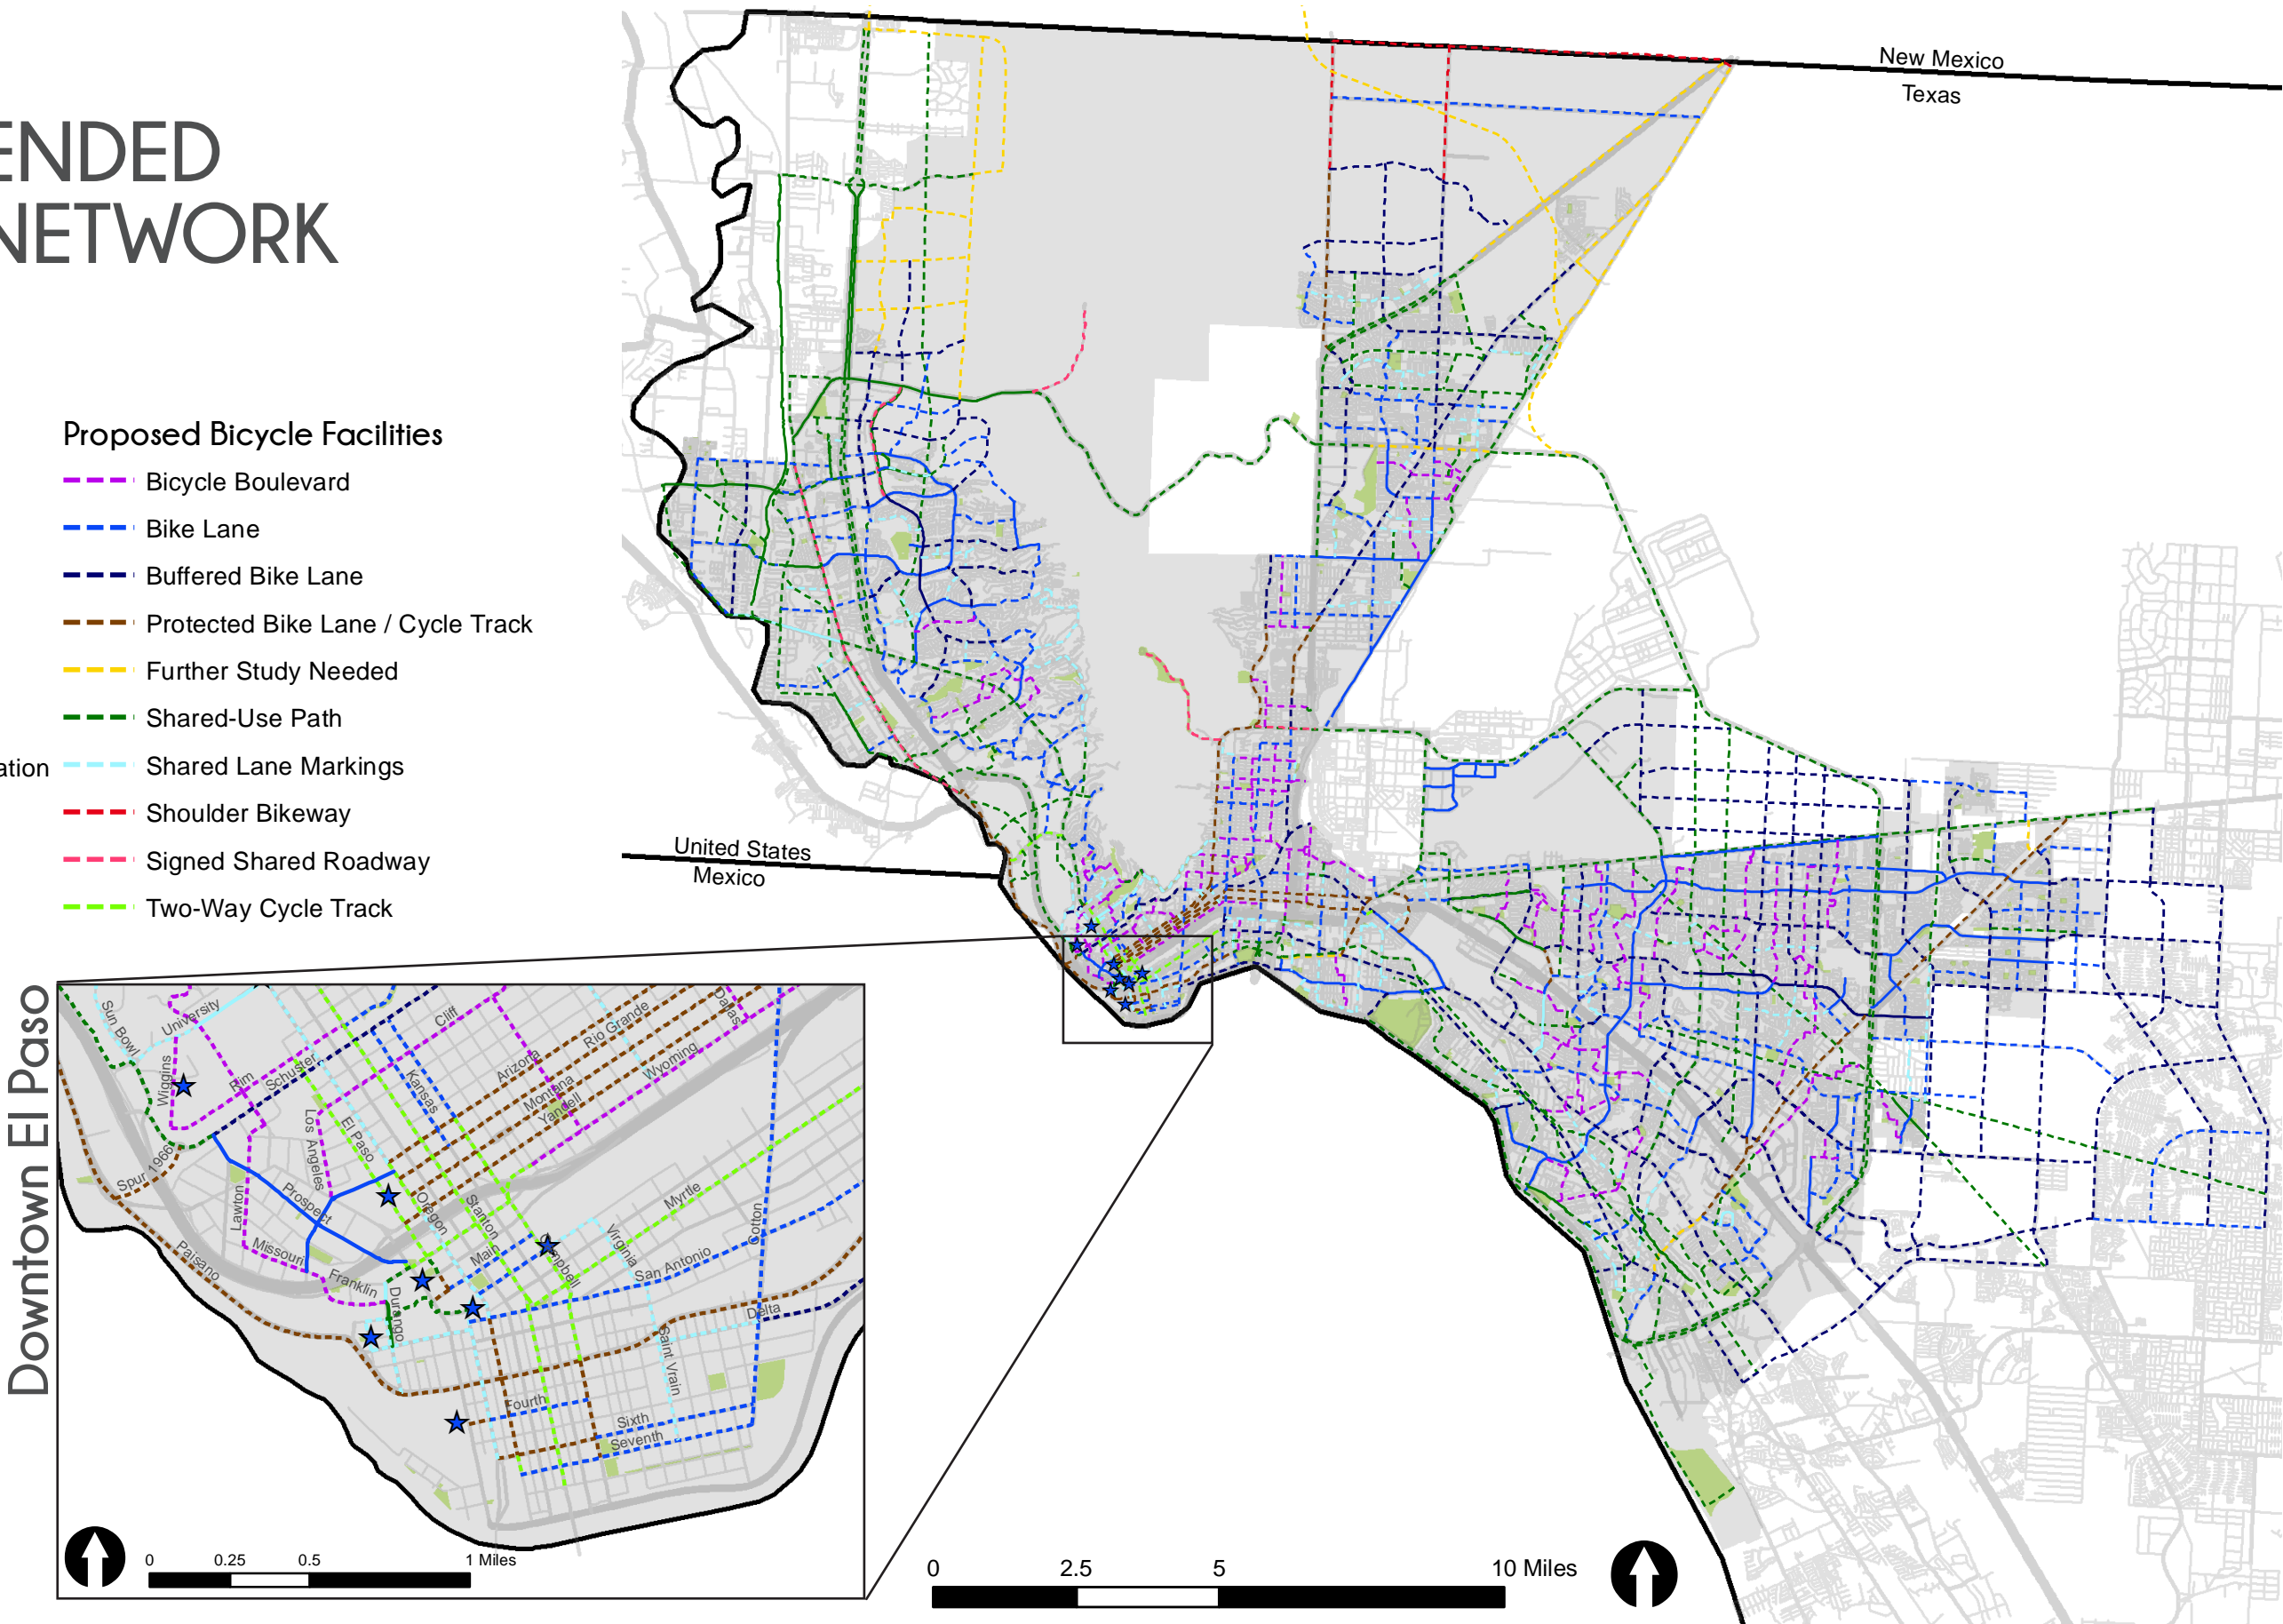 ENDED
NETWORK
New Mexico
Texas
Proposed Bicycle Facilities
Bicycle Boulevard
Bike Lane
Buffered Bike Lane
Protected Bike Lane / Cycle Track
Further Study Needed
Shared-Use Path
ation
Shared Lane Markings
Shoulder Bikeway
Signed Shared Roadway
Two-Way Cycle Track
United States
Mexico
Downtown El Paso
Sun Bowl
University
Wiggins
Rim
Schuster
Cliff
Kansas
Arizona
Rio Grande
Dallas
Montana
Yandell
Wyoming
Los Angeles
El Paso
Spur 1966
Lawton
Prospect
Oregon
Stanton
Myrtle
Cotton
Missouri
Main
Campbell
Virginia
San Antonio
Paisano
Franklin
Durango
Delta
Saint Vrain
Fourth
Sixth
Seventh
0 0.25 0.5 1 Miles
0 2.5 5 10 Miles